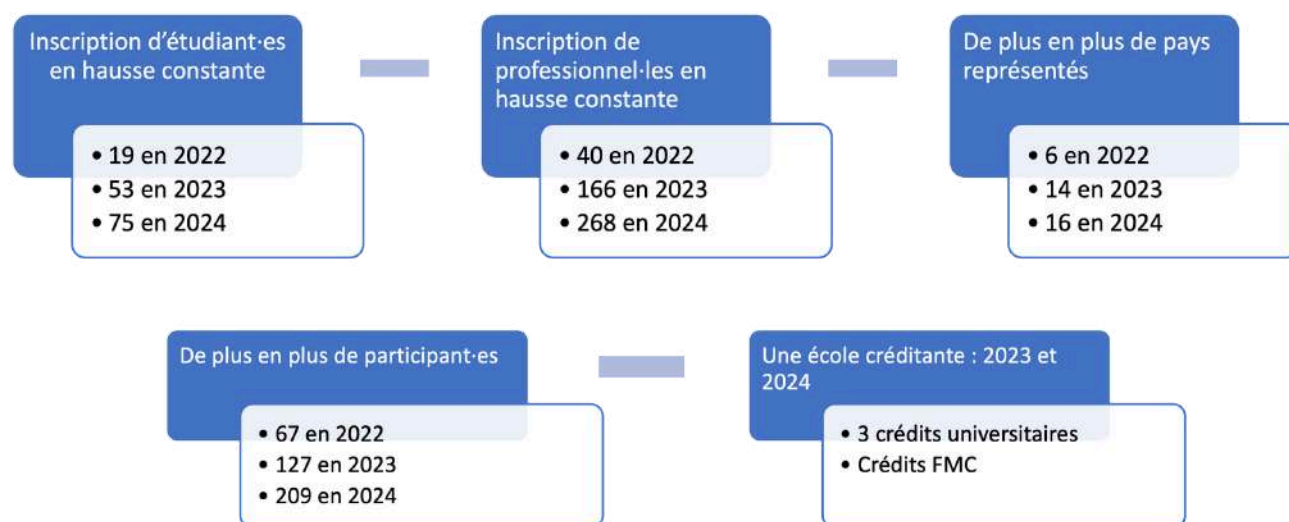 Inscription d'étudiant·es
en hausse constante
• 19 en 2022
• 53 en 2023
• 75 en 2024
Inscription de
professionnel·les en
hausse constante
• 40 en 2022
• 166 en 2023
• 268 en 2024
De plus en plus de pays
représentés
• 6 en 2022
• 14 en 2023
• 16 en 2024
De plus en plus de participant·es
• 67 en 2022
• 127 en 2023
• 209 en 2024
Une école créditante : 2023 et
2024
• 3 crédits universitaires
• Crédits FMC